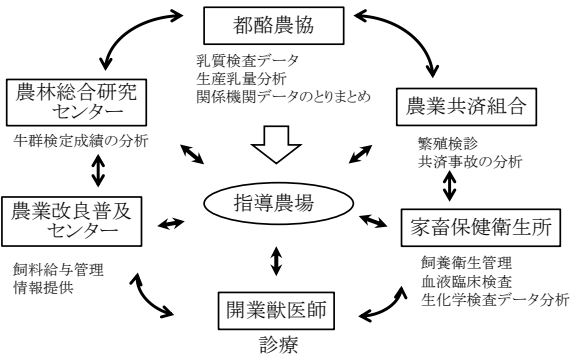 都酪農協
乳質検査データ
生産乳量分析
関係機関データのとりまとめ
農林総合研究
センター
牛群検定成績の分析
農業共済組合
繁殖検診
共済事故の分析
指導農場
農業改良普及
センター
飼料給与管理
情報提供
家畜保健衛生所
飼養衛生管理
血液臨床検査
生化学検査データ分析
開業獣医師
診療